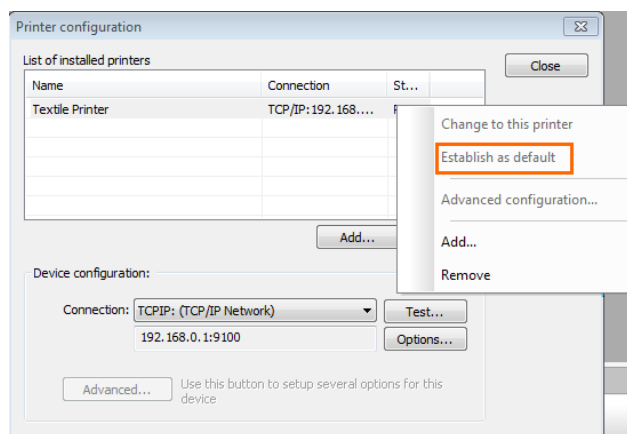 Printer configuration
List of installed printers
Close
Name Connection St...
Textile Printer TCP/IP:192.168....
Change to this printer
Establish as default
Advanced configuration...
Add...
Add...
Remove
Device configuration:
Connection: TCPIP: (TCP/IP Network) Test...
192.168.0.1:9100 Options...
Advanced... Use this button to setup several options for this
device